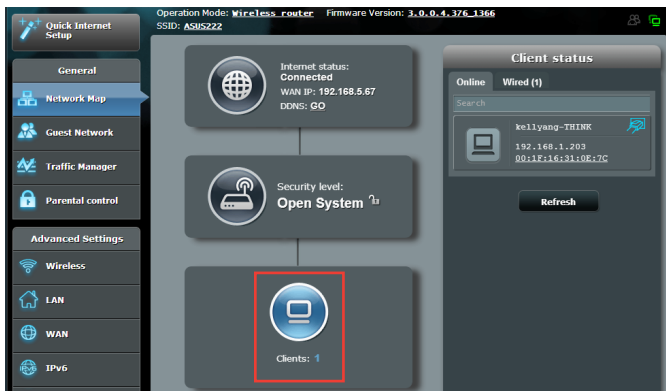 Operation Mode: Wireless router Firmware Version: 3.0.0.4.376_1366
SSID: ASUS222
Quick Internet
Setup
General
Network Map
Guest Network
Traffic Manager
Parental control
Advanced Settings
Wireless
LAN
WAN
IPv6
Internet status:
Connected
WAN IP: 192.168.5.67
DDNS: GO
Security level:
Open System
Clients: 1
Client status
Online Wired (1)
Search
kellyang-THINK
192.168.1.203
00:1F:16:31:0E:7C
Refresh